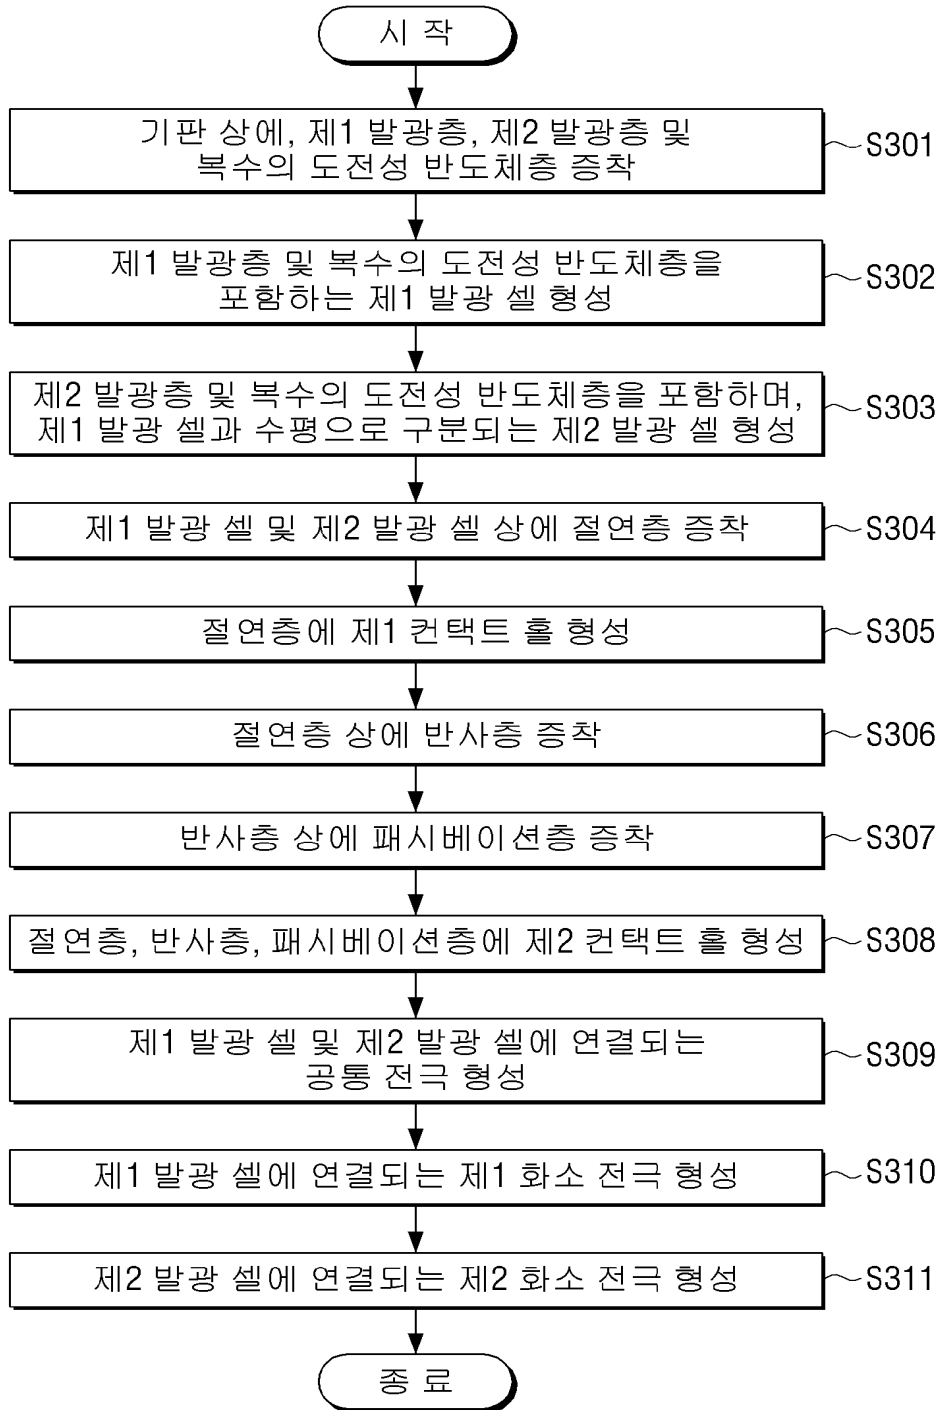 시 작
기판 상에, 제1 발광층, 제2 발광층 및
복수의 도전성 반도체층 증착
S301
제1 발광층 및 복수의 도전성 반도체층을
포함하는 제1 발광 셀 형성
S302
제2 발광층 및 복수의 도전성 반도체층을 포함하며,
제1 발광 셀과 수평으로 구분되는 제2 발광 셀 형성
S303
제1 발광 셀 및 제2 발광 셀 상에 절연층 증착
S304
절연층에 제1 컨택트 홀 형성
S305
절연층 상에 반사층 증착
S306
반사층 상에 패시베이션층 증착
S307
절연층, 반사층, 패시베이션층에 제2 컨택트 홀 형성
S308
제1 발광 셀 및 제2 발광 셀에 연결되는
공통 전극 형성
S309
제1 발광 셀에 연결되는 제1 화소 전극 형성
S310
제2 발광 셀에 연결되는 제2 화소 전극 형성
S311
종 료